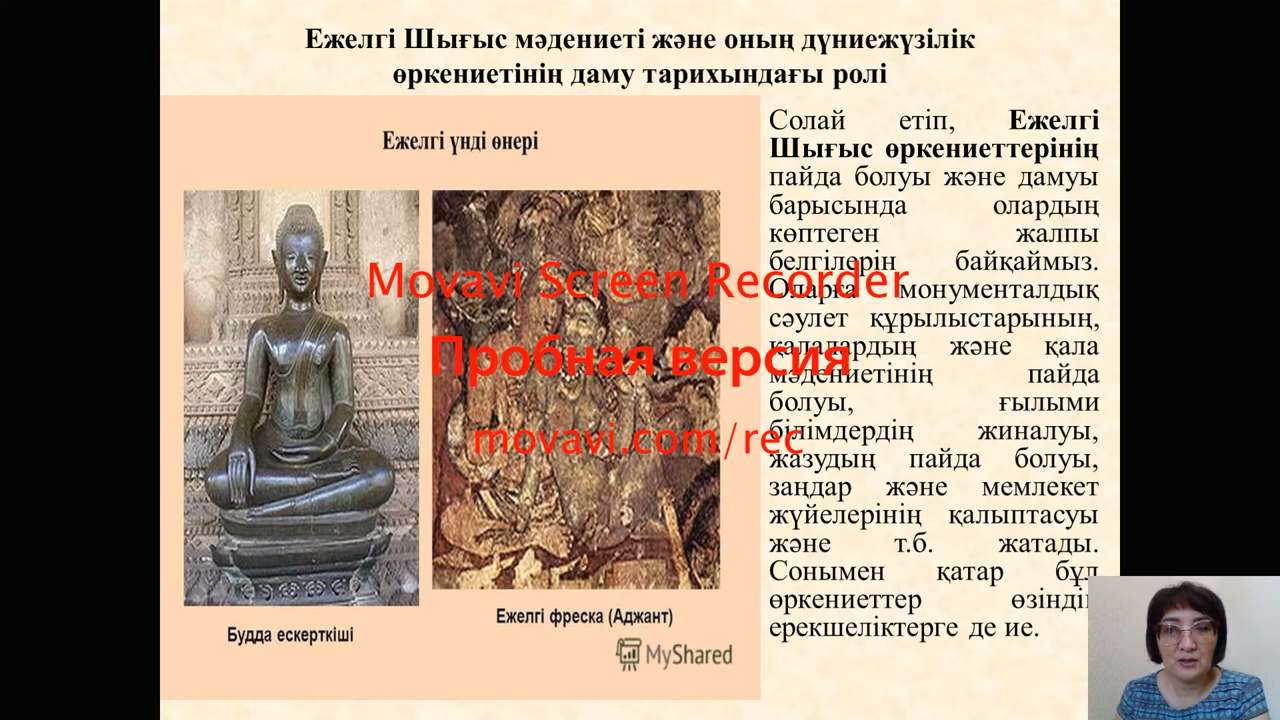 Ежелгі Шығыс мәдениеті және оның дүниежүзілік
өркениетінің даму тарихындағы ролі
Ежелгі үнді өнері
Будда ескерткіші
Ежелгі фреска (Аджант)
MyShared
Солай етіп, Ежелгі
Шығыс өркениеттерінің
пайда болуы және дамуы
барысында олардың
көптеген жалпы
белгілерін байқаймыз.
Оларға монументалдық
сәулет құрылыстарының,
қалалардың және қала
мәдениетінің пайда
болуы, ғылыми
білімдердің жиналуы,
жазудың пайда болуы,
заңдар және мемлекет
жүйелерінің қалыптасуы
және т.б. жатады.
Сонымен қатар бұл
өркениеттер өзіндік
ерекшеліктерге де ие.
Movavi Screen Recorder
Пробная версия
movavi.com/rec